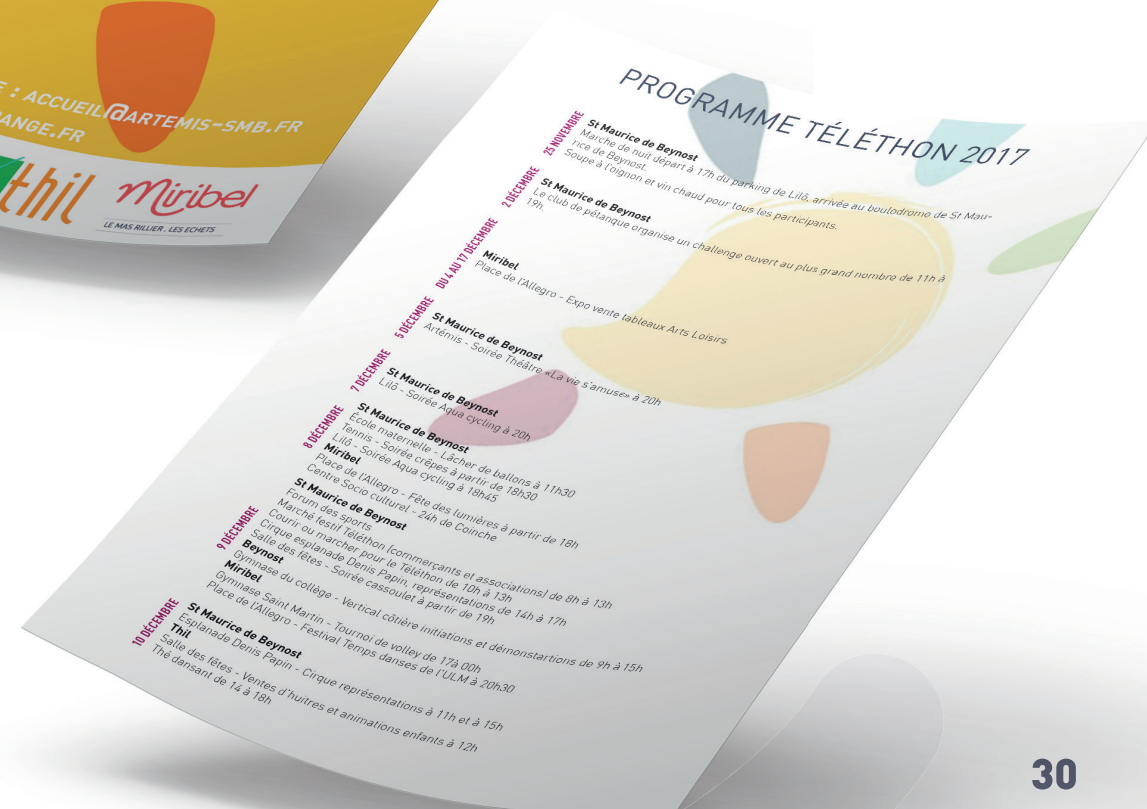 E : ACCUEIL@ARTEMIS-SMB.FR
ANGE.FR
thil
Miribel
LE MAS RILLIER . LES ECHETS
PROGRAMME TÉLÉTHON 2017
25 NOVEMBRE
St Maurice de Beynost
Marche de nuit départ à 17h du parking de Lilô, arrivée au boulodrome de St Mau-
rice de Beynost.
Soupe à l'oignon et vin chaud pour tous les participants.
2 DÉCEMBRE
St Maurice de Beynost
Le club de pétanque organise un challenge ouvert au plus grand nombre de 11h à
19h.
DU 4 AU 17 DÉCEMBRE
Miribel
Place de l'Allegro - Expo vente tableaux Arts Loisirs
5 DÉCEMBRE
St Maurice de Beynost
Artémis - Soirée Théâtre «La vie s'amuse» à 20h
7 DÉCEMBRE
St Maurice de Beynost
Lilô - Soirée Aqua cycling à 20h
8 DÉCEMBRE
St Maurice de Beynost
École maternelle - Lâcher de ballons à 11h30
Tennis - Soirée crêpes à partir de 18h30
Lilô - Soirée Aqua cycling à 18h45
Miribel
Place de l'Allegro - Fête des lumières à partir de 18h
Centre Socio culturel - 24h de Coinche
9 DÉCEMBRE
St Maurice de Beynost
Forum des sports
Marché festif Téléthon (commerçants et associations) de 8h à 13h
Courir ou marcher pour le Téléthon de 10h à 13h
Cirque esplanade Denis Papin, représentations de 14h à 17h
Salle des fêtes - Soirée cassoulet à partir de 19h
Beynost
Gymnase du collège - Vertical côtière initiations et démonstartions de 9h à 15h
Miribel
Gymnase Saint Martin - Tournoi de volley de 17à 00h
Place de l'Allegro - Festival Temps danses de l'ULM à 20h30
10 DÉCEMBRE
St Maurice de Beynost
Esplanade Denis Papin - Cirque représentations à 11h et à 15h
Thil
Salle des fêtes - Ventes d'huitres et animations enfants à 12h
Thé dansant de 14 à 18h
30